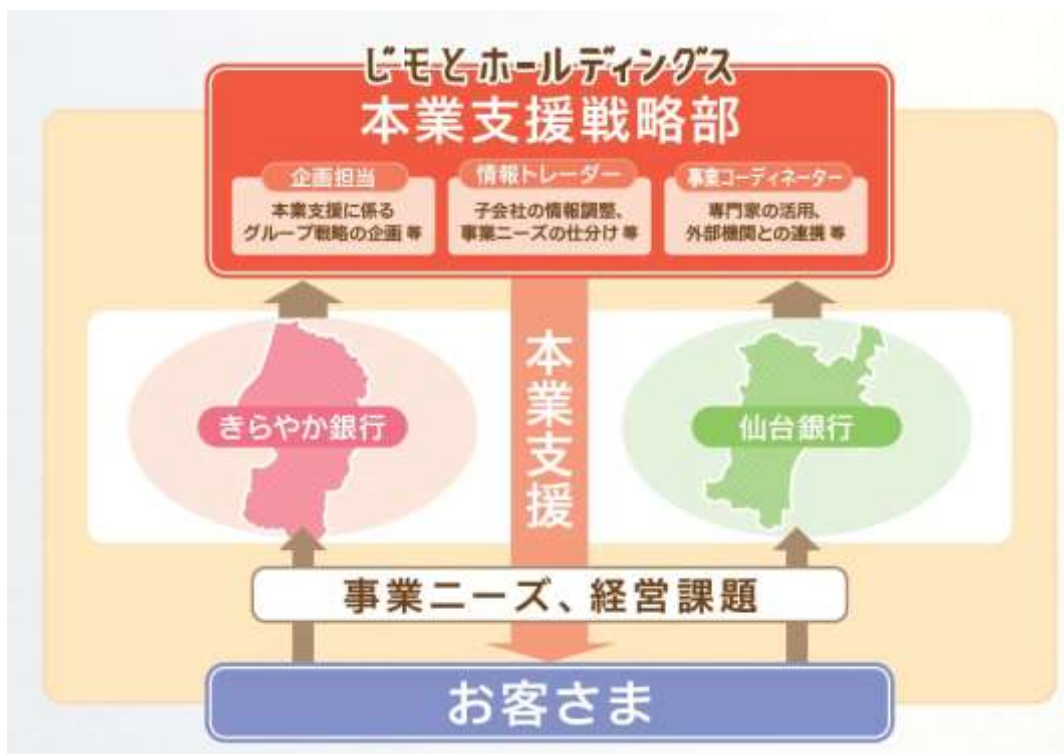 じモとホールディングス
本業支援戦略部
企画担当
本業支援に係る
グループ戦略の企画 等
情報トレーダー
子会社の情報調整、
事業ニーズの仕分け 等
事業コーディネーター
専門家の活用、
外部機関との連携 等
きらやか銀行
本業支援
仙台銀行
事業ニーズ、経営課題
お客さま